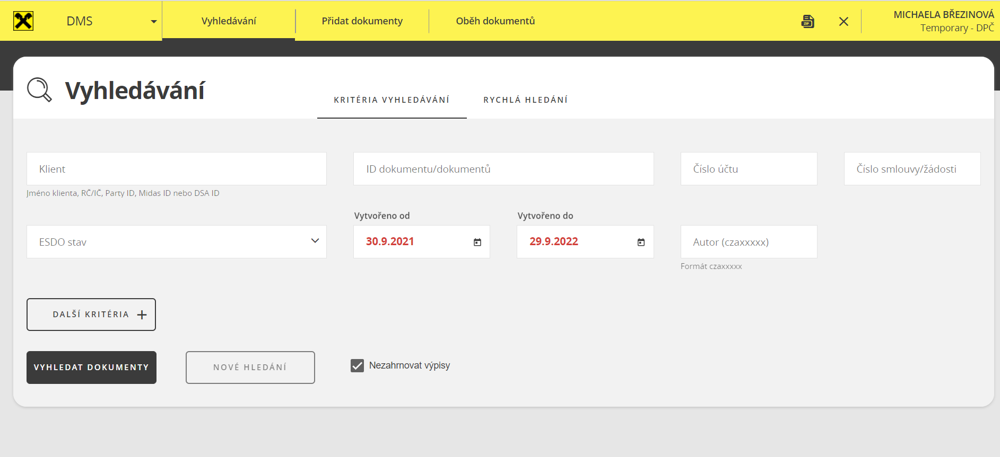 DMS
Vyhledávání
Přidat dokumenty
Oběh dokumentů
ZIP
MICHAELA BŘEZINOVÁ
Temporary - DPČ
Vyhledávání
KRITÉRIA VYHLEDÁVÁNÍ
RYCHLÁ HLEDÁNÍ
Klient
ID dokumentu/dokumentů
Číslo účtu
Číslo smlouvy/žádosti
Jméno klienta, RČ/IČ, Party ID, Midas ID nebo DSA ID
Vytvořeno od
Vytvořeno do
ESDO stav
30.9.2021
29.9.2022
Autor (czaxxxxx)
Formát czaxxxxx
DALŠÍ KRITÉRIA
VYHLEDAT DOKUMENTY
NOVÉ HLEDÁNÍ
Nezahrnovat výpisy